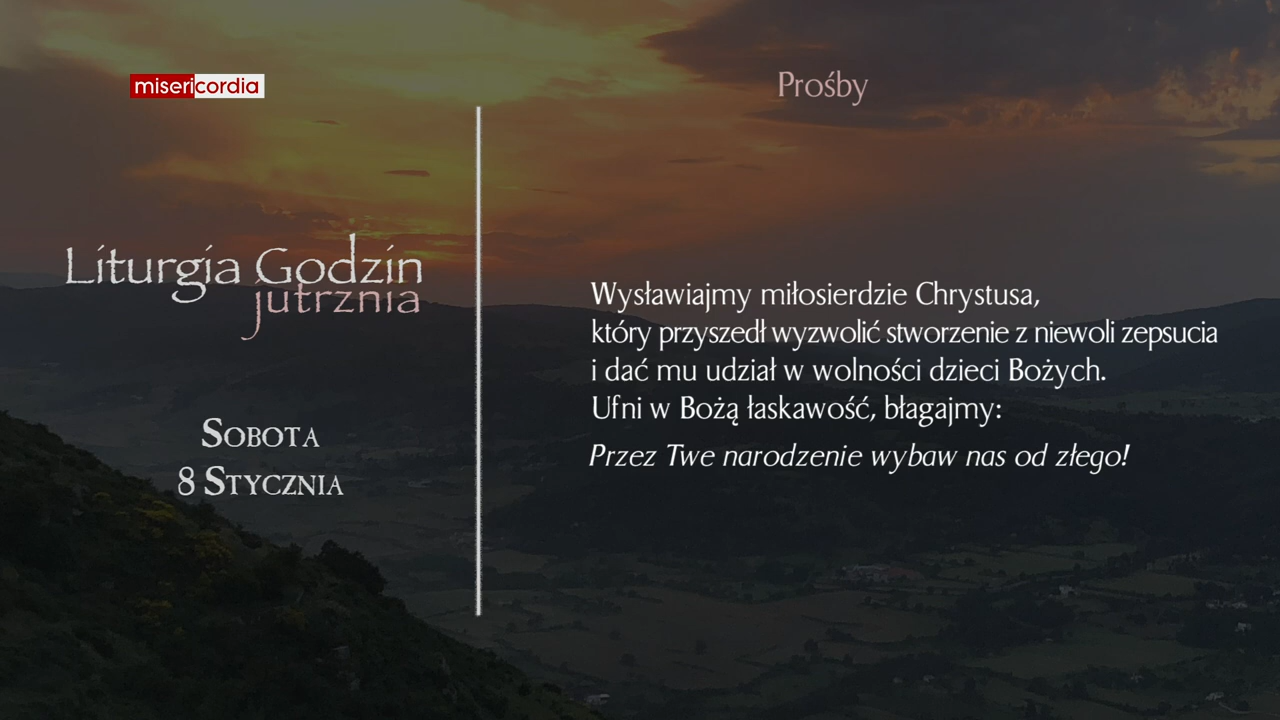 misericordia
Liturgia Godzin
jutrznia
Sobota
8 Stycznia
Prośby
Wysławiajmy miłosierdzie Chrystusa,
który przyszedł wyzwolić stworzenie z niewoli zepsucia
i dać mu udział w wolności dzieci Bożych.
Ufni w Bożą łaskawość, błagajmy:
Przez Twe narodzenie wybaw nas od złego!